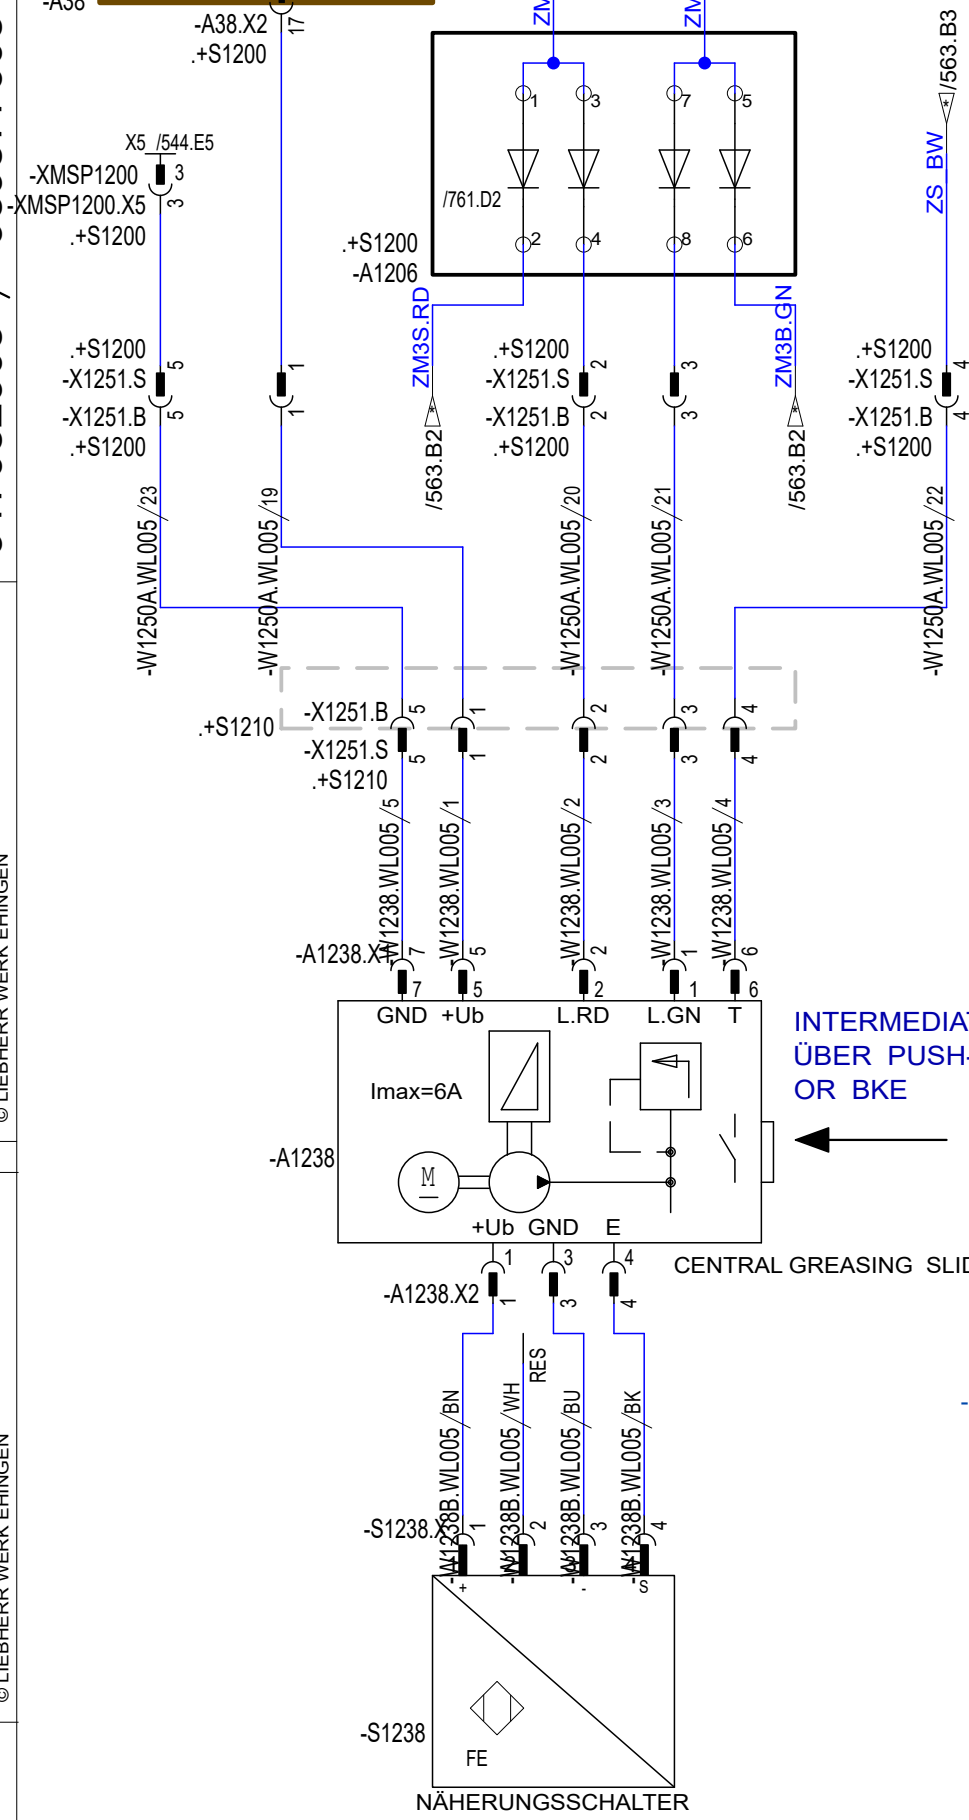 -A38
-A38.X2
17
.+S1200
ZS BW
/563.B3
*
1
3
7
5
X5 /544.E5
-XMSP1200
3
-XMSP1200.X5
3
.+S1200
/761.D2
2
4
8
6
.+S1200
-A1206
ZM3S.RD
ZM3B.GN
.+S1200
5
-X1251.S
-X1251.B
5
.+S1200
1
1
*
/563.B2
.+S1200
2
-X1251.S
-X1251.B
2
.+S1200
3
3
*
/563.B2
.+S1200
4
-X1251.S
-X1251.B
4
.+S1200
-W1250A.WL005 /23
-W1250A.WL005 /19
-W1250A.WL005 /20
-W1250A.WL005 /21
-W1250A.WL005 /22
.+S1210
-X1251.B
5
1
2
3
4
-X1251.S
5
1
2
3
4
.+S1210
-W1238.WL005 /5
-W1238.WL005 /1
-W1238.WL005 /2
-W1238.WL005 /3
-W1238.WL005 /4
-A1238.X1
7
5
2
1
6
7
5
2
1
6
GND +Ub L.RD L.GN T
Imax=6A
-A1238
M
+Ub GND E
OR BKE
1
3
4
-A1238.X2
1
3
4
CENTRAL GREASING
RES
-W1238B.WL005 /BN
-W1238B.WL005 /WH
-W1238B.WL005 /BU
-W1238B.WL005 /BK
1
2
3
4
+
-
S
-S1238
FE
NÄHERUNGSSCHALTER
© LIEBHERR WERK EHINGEN
© LIEBHERR WERK EHINGEN